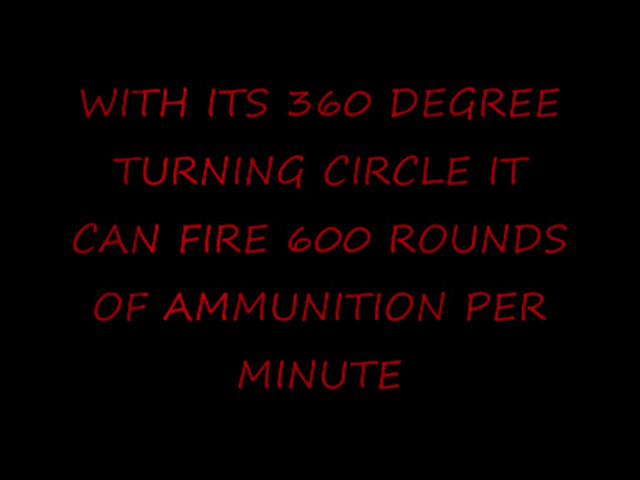 WITH ITS 360 DEGREE
TURNING CIRCLE IT
CAN FIRE 600 ROUNDS
OF AMMUNITION PER
MINUTE